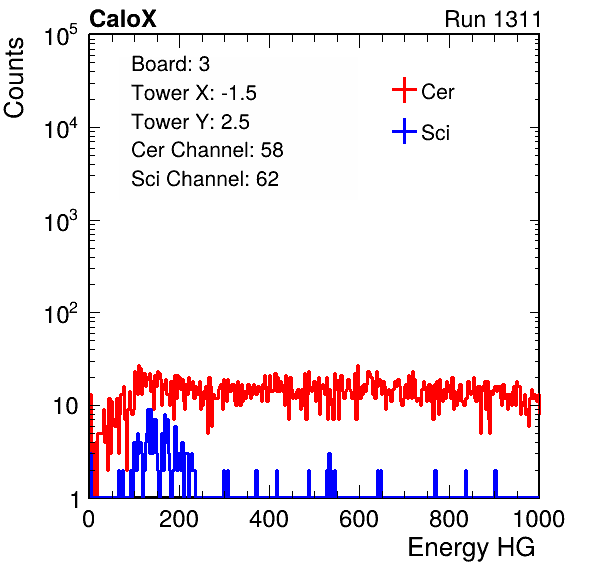 CaloX Run 1311
Counts
10^5
10^4
10^3
10^2
10
1
Board: 3
Tower X: -1.5
Tower Y: 2.5
Cer Channel: 58
Sci Channel: 62
Cer
Sci
0 200 400 600 800 1000
Energy HG